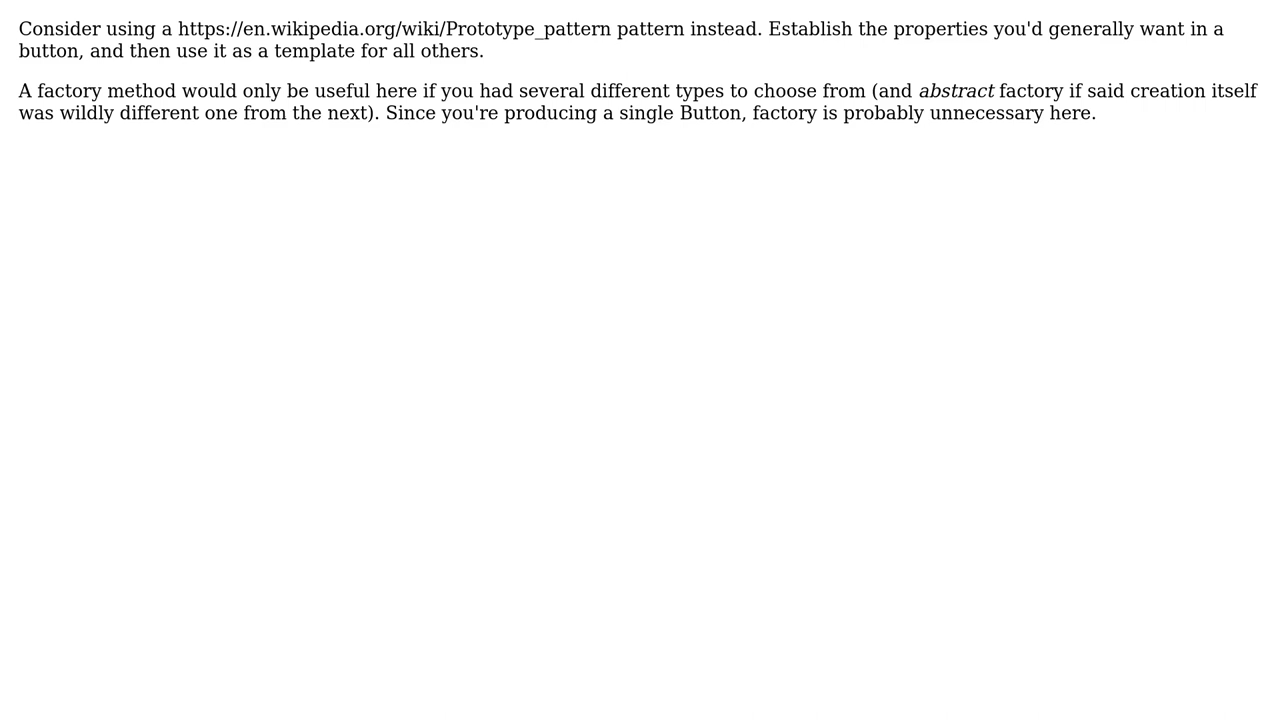 Consider using a https://en.wikipedia.org/wiki/Prototype_pattern pattern instead. Establish the properties you'd generally want in a
button, and then use it as a template for all others.
A factory method would only be useful here if you had several different types to choose from (and abstract factory if said creation itself
was wildly different one from the next). Since you're producing a single Button, factory is probably unnecessary here.